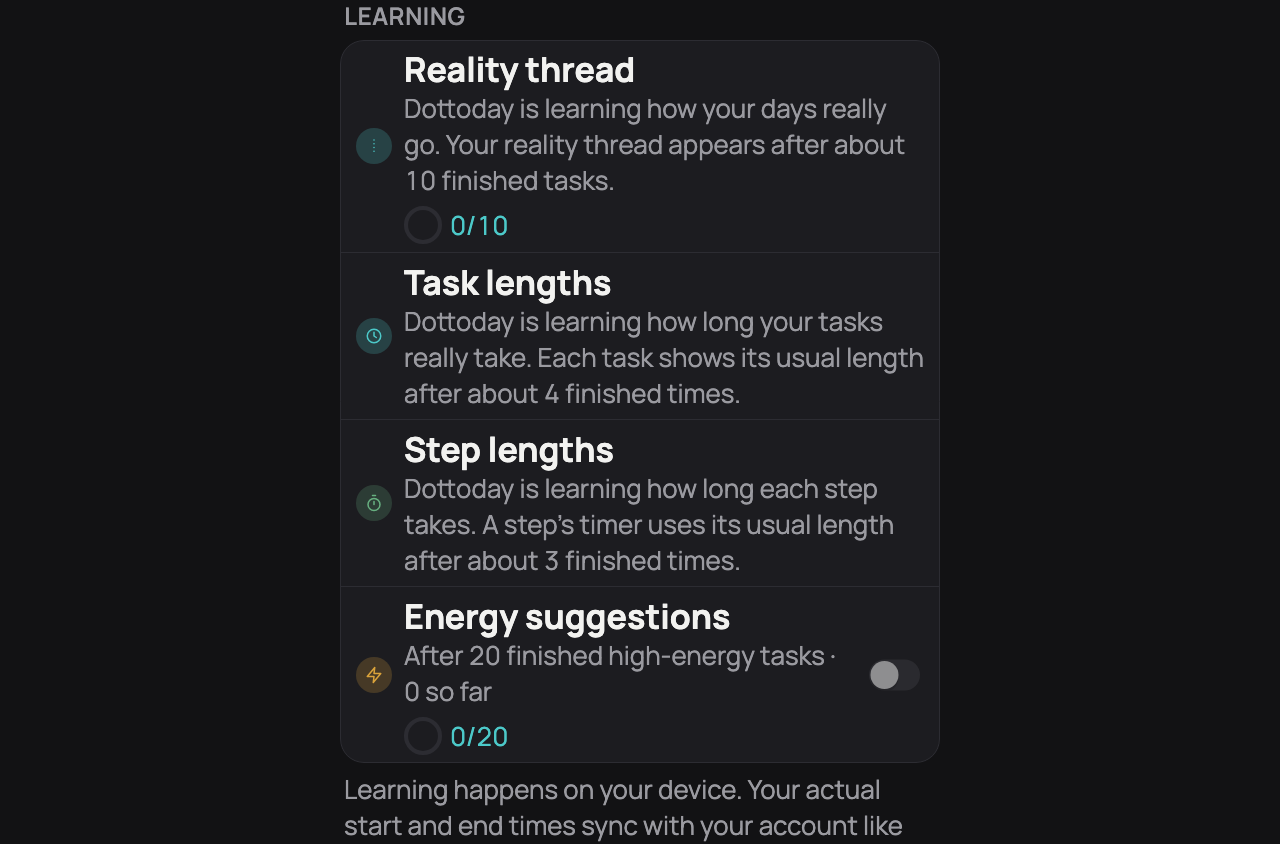 LEARNING
Reality thread
Dottoday is learning how your days really
go. Your reality thread appears after about
10 finished tasks.
0/10
Task lengths
Dottoday is learning how long your tasks
really take. Each task shows its usual length
after about 4 finished times.
Step lengths
Dottoday is learning how long each step
takes. A step’s timer uses its usual length
after about 3 finished times.
Energy suggestions
After 20 finished high-energy tasks ·
0 so far
0/20
Learning happens on your device. Your actual
start and end times sync with your account like